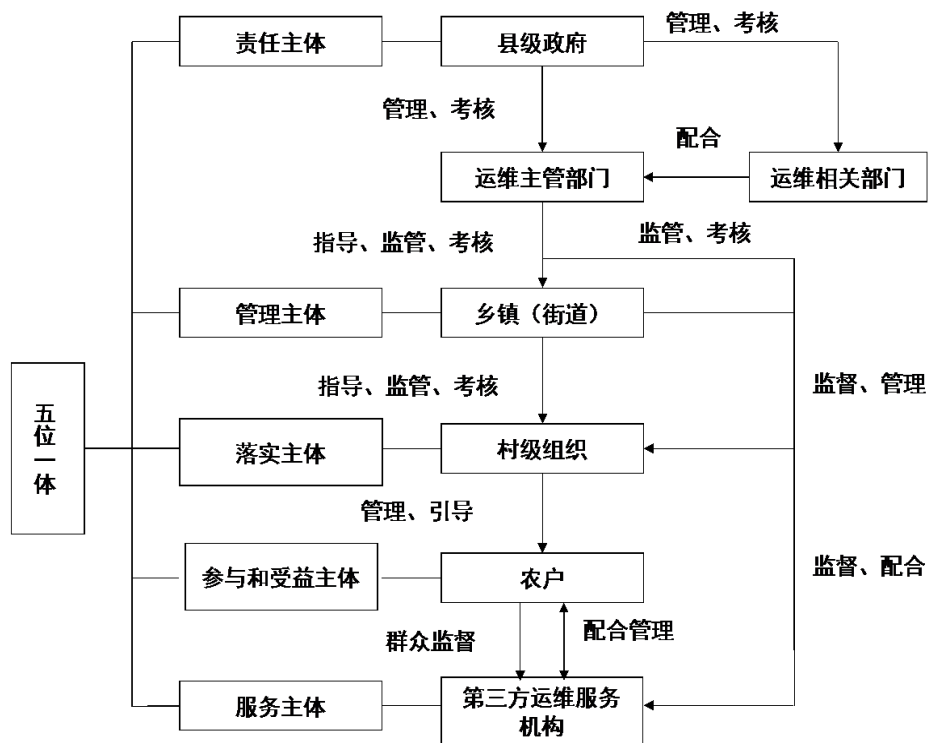 责任主体
县级政府
管理、考核
管理、考核
配合
运维主管部门
运维相关部门
指导、监管、考核
监管、考核
管理主体
乡镇（街道）
五位一体
指导、监管、考核
监督、管理
落实主体
村级组织
管理、引导
参与和受益主体
农户
监督、配合
群众监督
配合管理
服务主体
第三方运维服务
机构